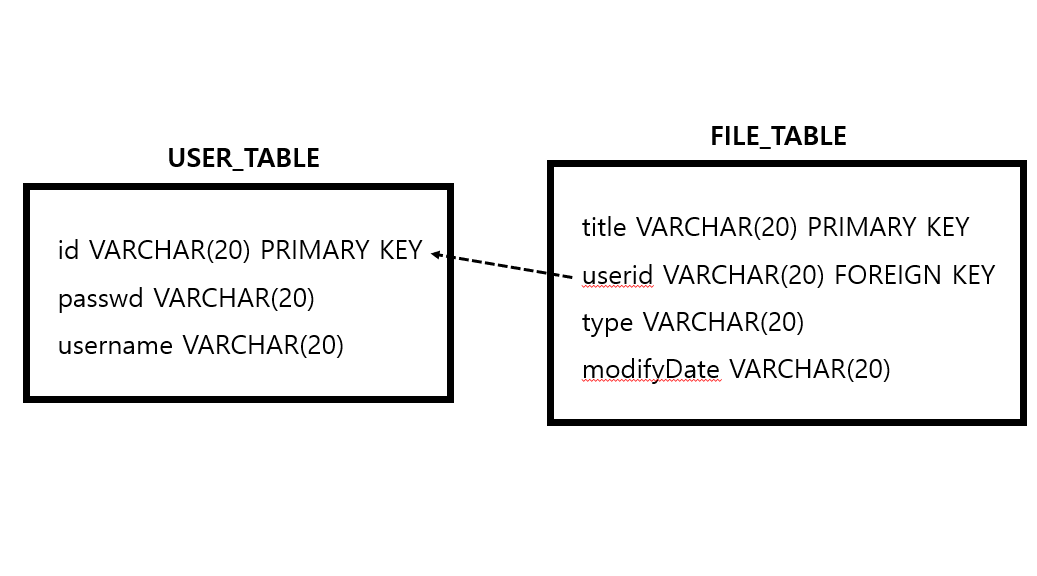 USER_TABLE
id VARCHAR(20) PRIMARY KEY
passwd VARCHAR(20)
username VARCHAR(20)
FILE_TABLE
title VARCHAR(20) PRIMARY KEY
userid VARCHAR(20) FOREIGN KEY
type VARCHAR(20)
modifyDate VARCHAR(20)